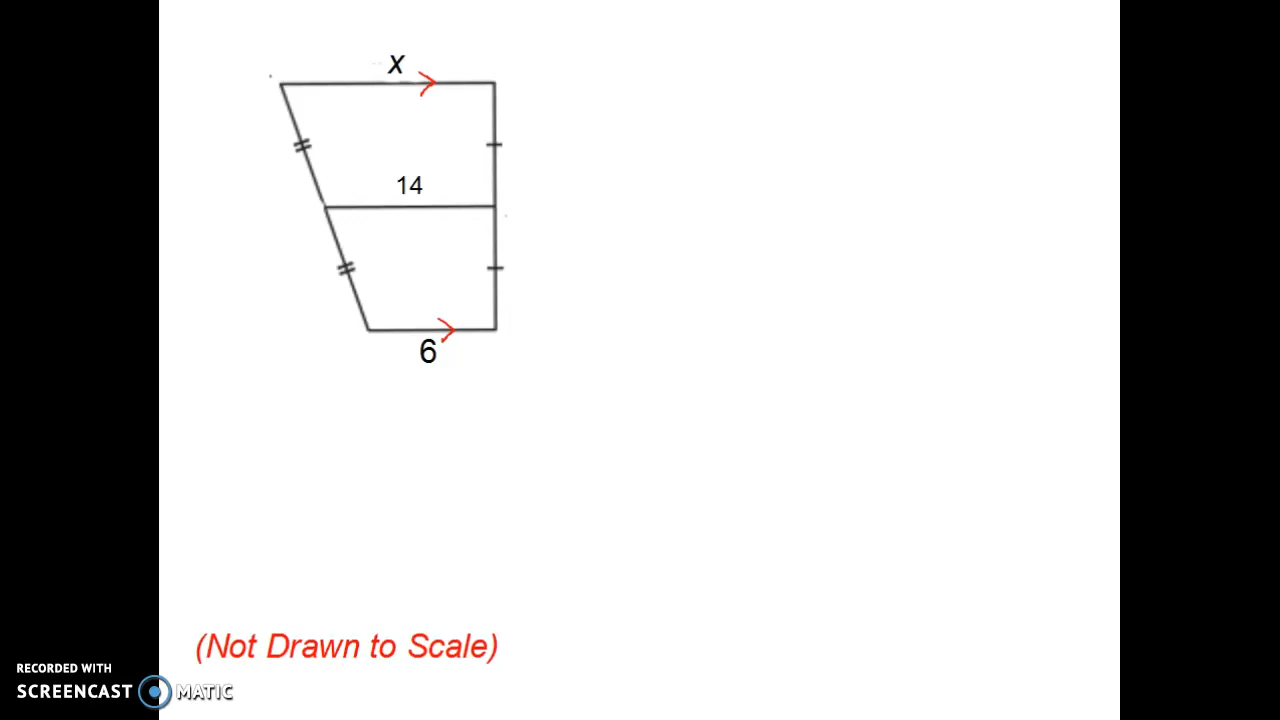 x
14
6
(Not Drawn to Scale)
RECORDED WITH
SCREENCAST MATIC